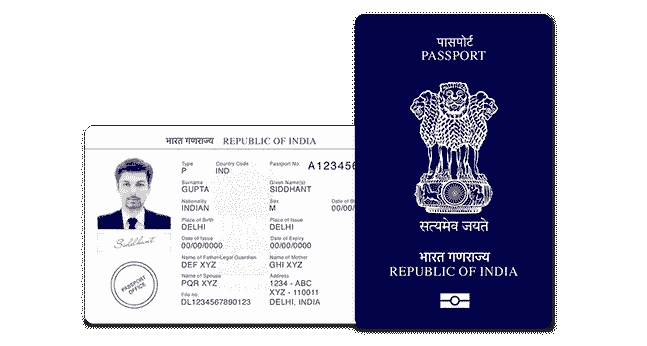 भारत गणराज्य REPUBLIC OF INDIA
Type Country Code Passport No.
P IND A123456
Surname Given Name(s)
GUPTA SIDDHANT
Nationality Sex Date of B
INDIAN M 00/00/
Place of Birth Place of Issue
DELHI DELHI
Date of Issue Date of Expiry
00/00/0000 00/00/0000
Name of Father/Legal Guardian Name of Mother
DEF XYZ GHI XYZ
Name of Spouse Address
PQR XYZ 1234 - ABC
XYZ - 110011
File no. DELHI, INDIA
DL1234567890123
Siddhant
PASSPORT
OFFICE
पासपोर्ट
PASSPORT
सत्यमेव जयते
भारत गणराज्य
REPUBLIC OF INDIA